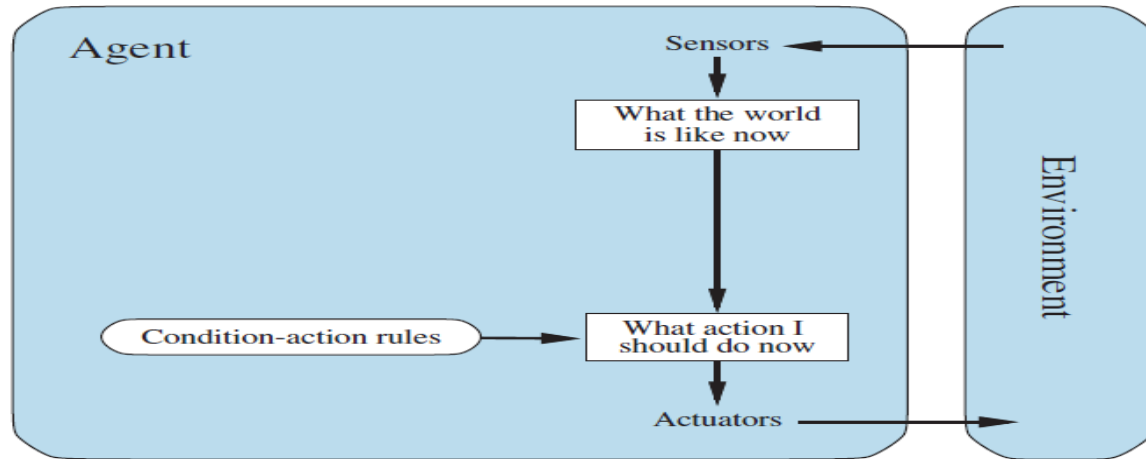 Agent
Sensors
What the world
is like now
Environment
Condition-action rules
What action I
should do now
Actuators